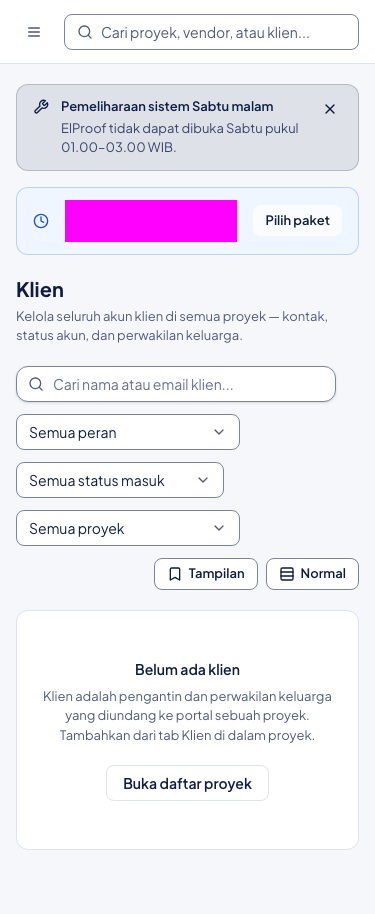 Cari proyek, vendor, atau klien...
Pemeliharaan sistem Sabtu malam
ElProof tidak dapat dibuka Sabtu pukul
01.00–03.00 WIB.
Pilih paket
Klien
Kelola seluruh akun klien di semua proyek — kontak,
status akun, dan perwakilan keluarga.
Cari nama atau email klien...
Semua peran
Semua status masuk
Semua proyek
Tampilan
Normal
Belum ada klien
Klien adalah pengantin dan perwakilan keluarga
yang diundang ke portal sebuah proyek.
Tambahkan dari tab Klien di dalam proyek.
Buka daftar proyek